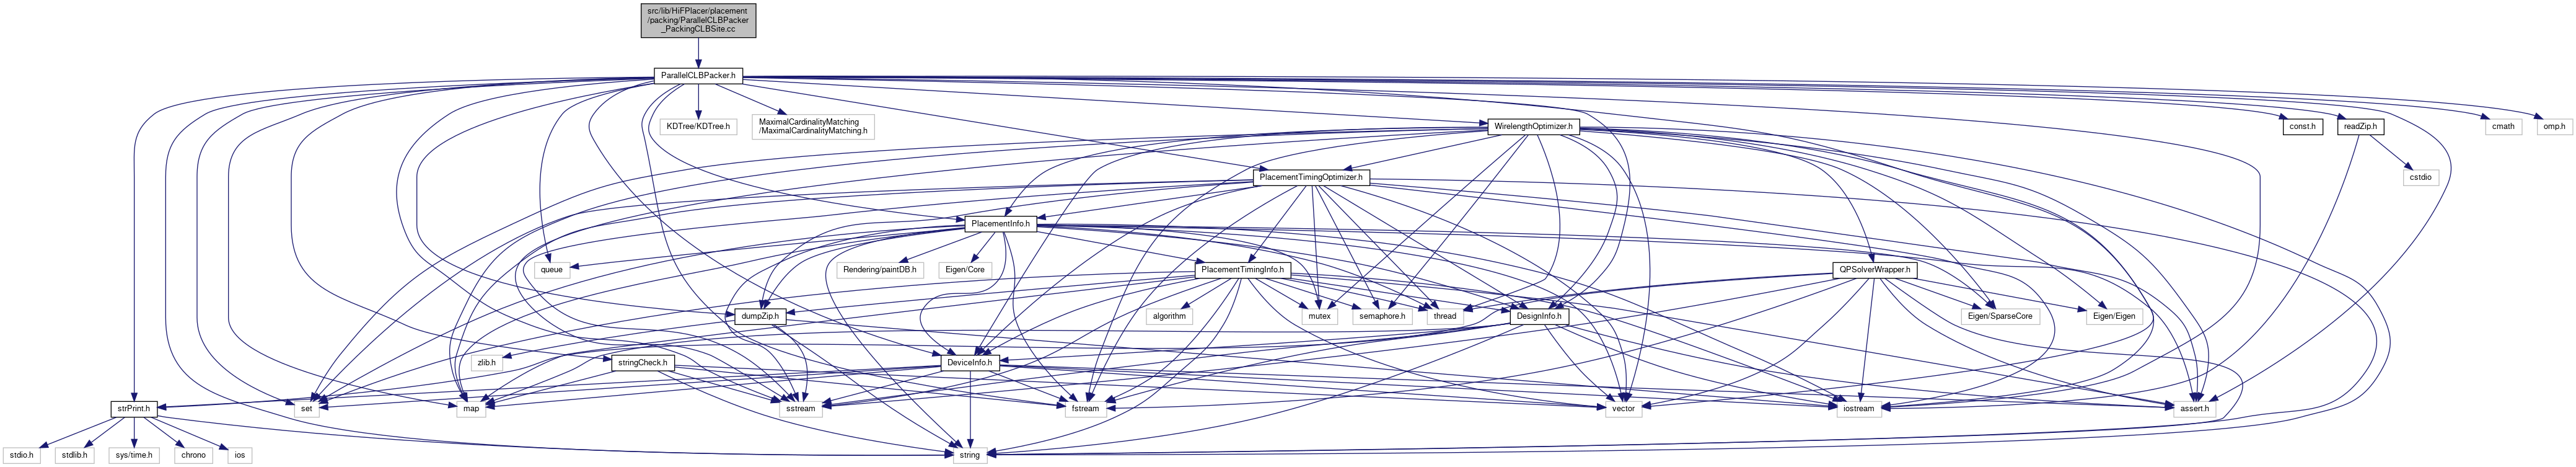 src/lib/HiFPlacer/placement
/packing/ParallelCLBPacker
_PackingCLBSite.cc
ParallelCLBPacker.h
KDTree/KDTree.h
MaximalCardinalityMatching
/MaximalCardinalityMatching.h
WirelengthOptimizer.h
const.h
readZip.h
cmath
omp.h
PlacementTimingOptimizer.h
cstdio
PlacementInfo.h
queue
Rendering/paintDB.h
Eigen/Core
PlacementTimingInfo.h
QPSolverWrapper.h
dumpZip.h
algorithm
mutex
semaphore.h
thread
DesignInfo.h
Eigen/SparseCore
Eigen/Eigen
zlib.h
stringCheck.h
DeviceInfo.h
strPrint.h
set
map
sstream
fstream
vector
iostream
assert.h
stdio.h
stdlib.h
sys/time.h
chrono
ios
string